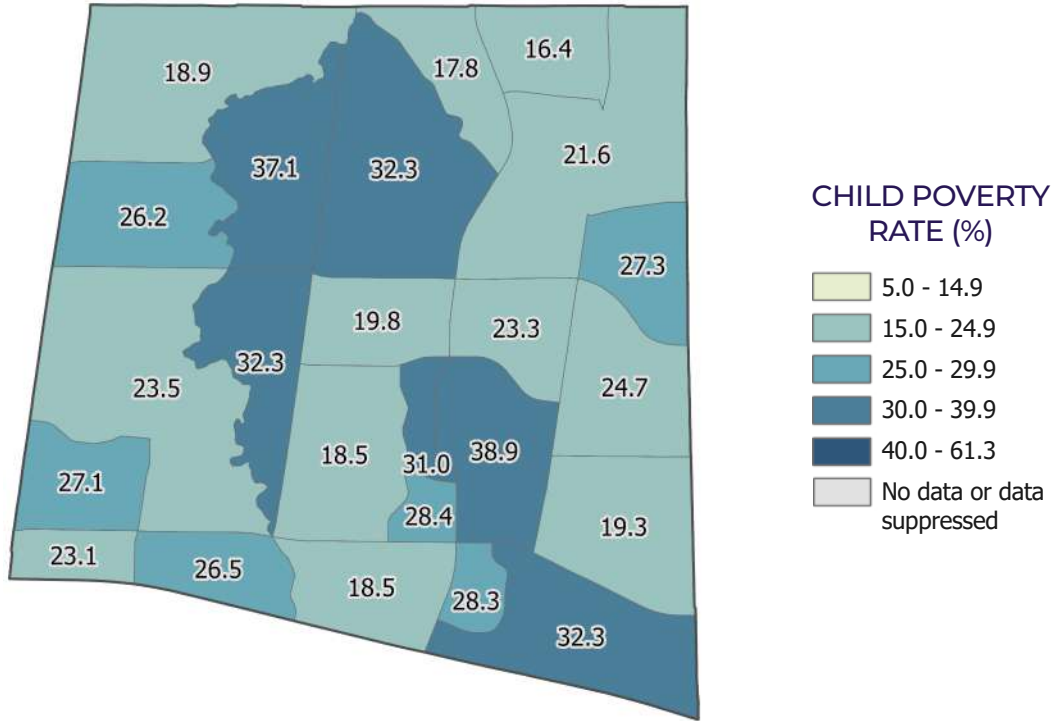 18.9
17.8
16.4
37.1
32.3
21.6
26.2
27.3
19.8
23.3
32.3
23.5
24.7
18.5
31.0
38.9
27.1
28.4
19.3
23.1
26.5
18.5
28.3
32.3
CHILD POVERTY
RATE (%)
5.0 - 14.9
15.0 - 24.9
25.0 - 29.9
30.0 - 39.9
40.0 - 61.3
No data or data
suppressed